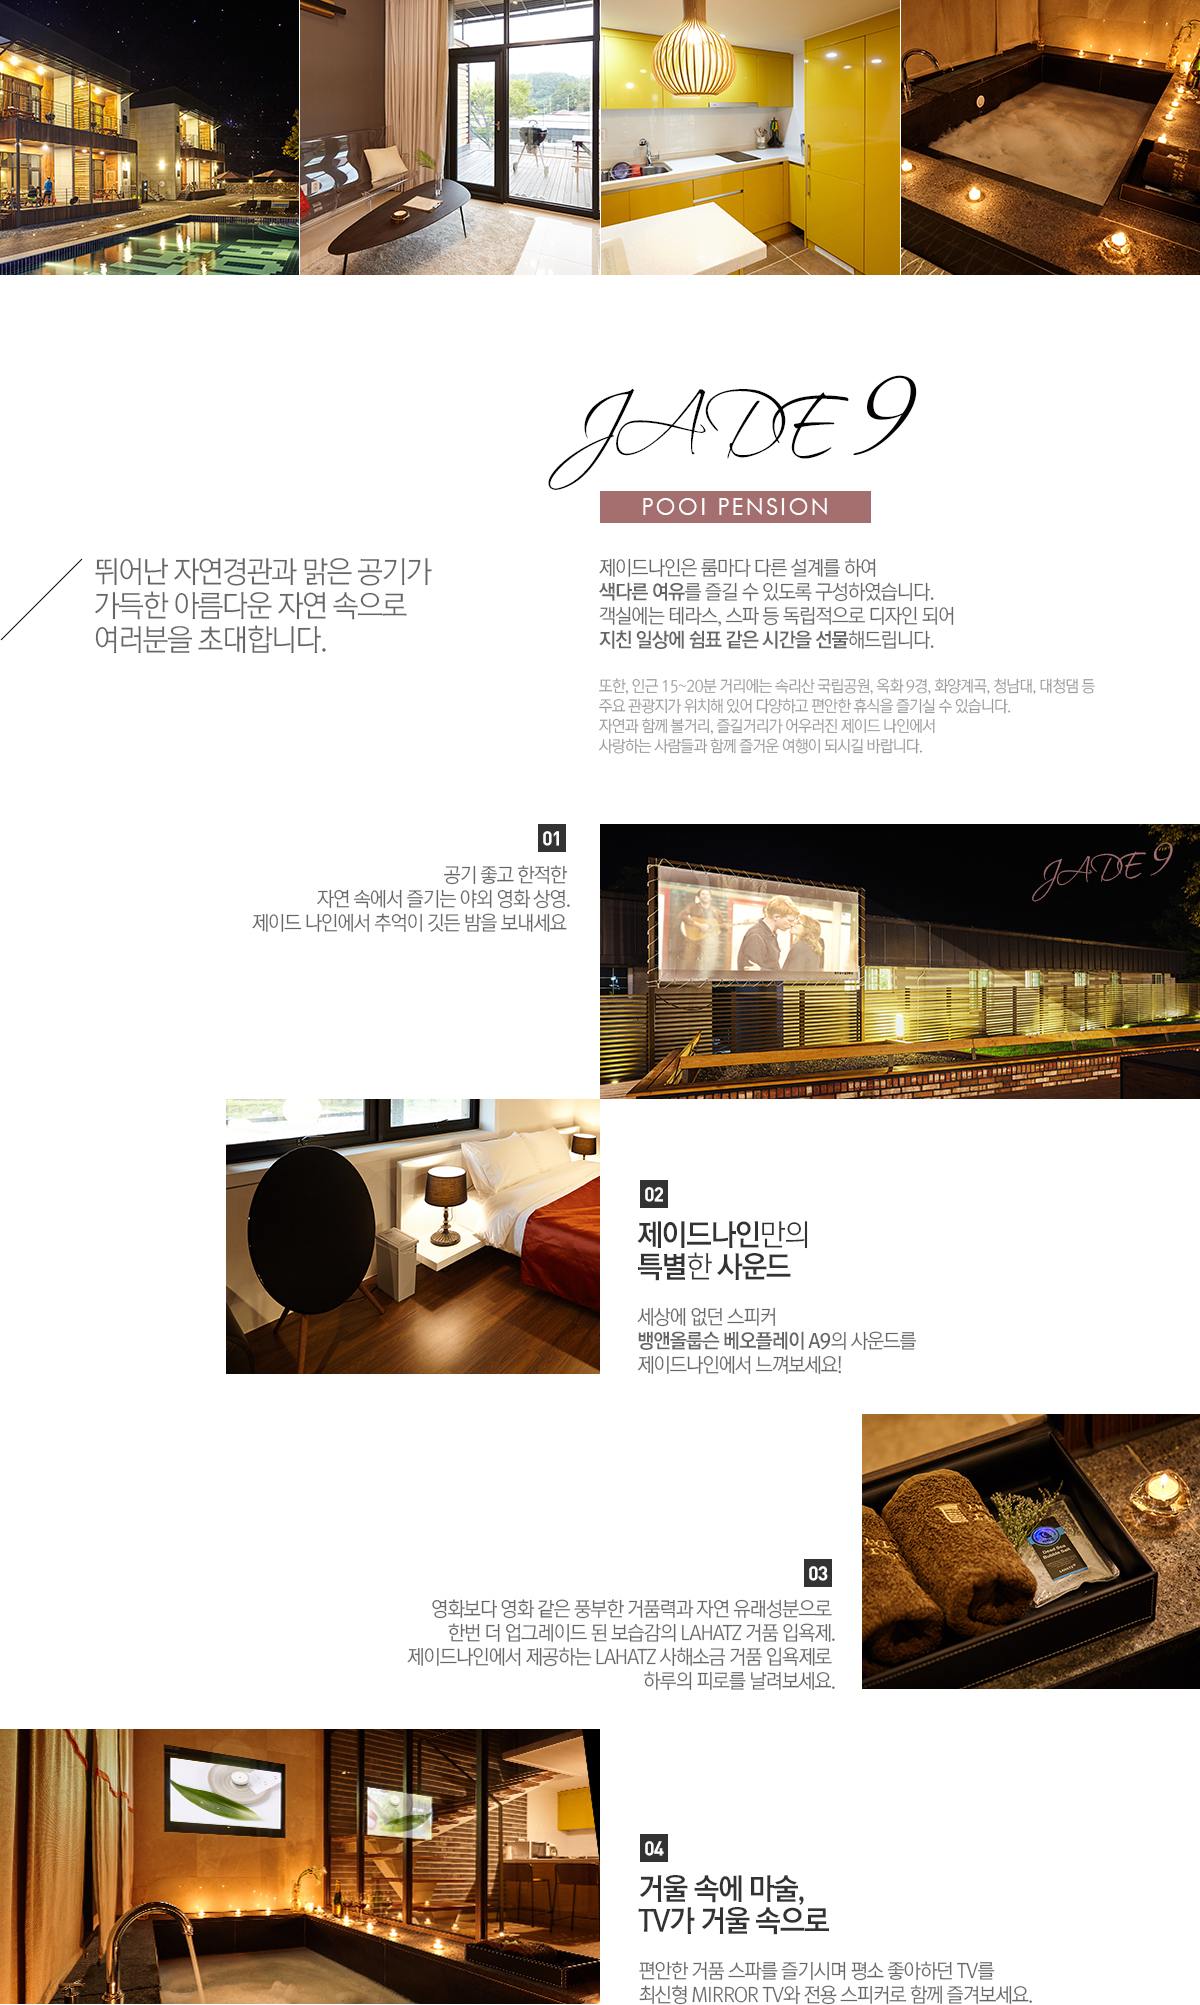 JADE 9
POOI PENSION
뛰어난 자연경관과 맑은 공기가
가득한 아름다운 자연 속으로
여러분을 초대합니다.
제이드나인은 룸마다 다른 설계를 하여
색다른 여유를 즐길 수 있도록 구성하였습니다.
객실에는 테라스, 스파 등 독립적으로 디자인 되어
지친 일상에 쉼표 같은 시간을 선물해드립니다.
또한, 인근 15~20분 거리에는 속리산 국립공원, 옥화 9경, 화양계곡, 청남대, 대청댐 등
주요 관광지가 위치해 있어 다양하고 편안한 휴식을 즐기실 수 있습니다.
자연과 함께 볼거리, 즐길거리가 어우러진 제이드 나인에서
사랑하는 사람들과 함께 즐거운 여행이 되시길 바랍니다.
01
공기 좋고 한적한
자연 속에서 즐기는 야외 영화 상영.
제이드 나인에서 추억이 깃든 밤을 보내세요
JADE 9
02
제이드나인만의
특별한 사운드
세상에 없던 스피커
뱅앤올룹슨 베오플레이 A9의 사운드를
제이드나인에서 느껴보세요!
Dead Sea
Bubble Salt
LAHATZ
03
영화보다 영화 같은 풍부한 거품력과 자연 유래성분으로
한번 더 업그레이드 된 보습감의 LAHATZ 거품 입욕제.
제이드나인에서 제공하는 LAHATZ 사해소금 거품 입욕제로
하루의 피로를 날려보세요.
04
거울 속에 마술,
TV가 거울 속으로
편안한 거품 스파를 즐기시며 평소 좋아하던 TV를
최신형 MIRROR TV와 전용 스피커로 함께 즐겨보세요.